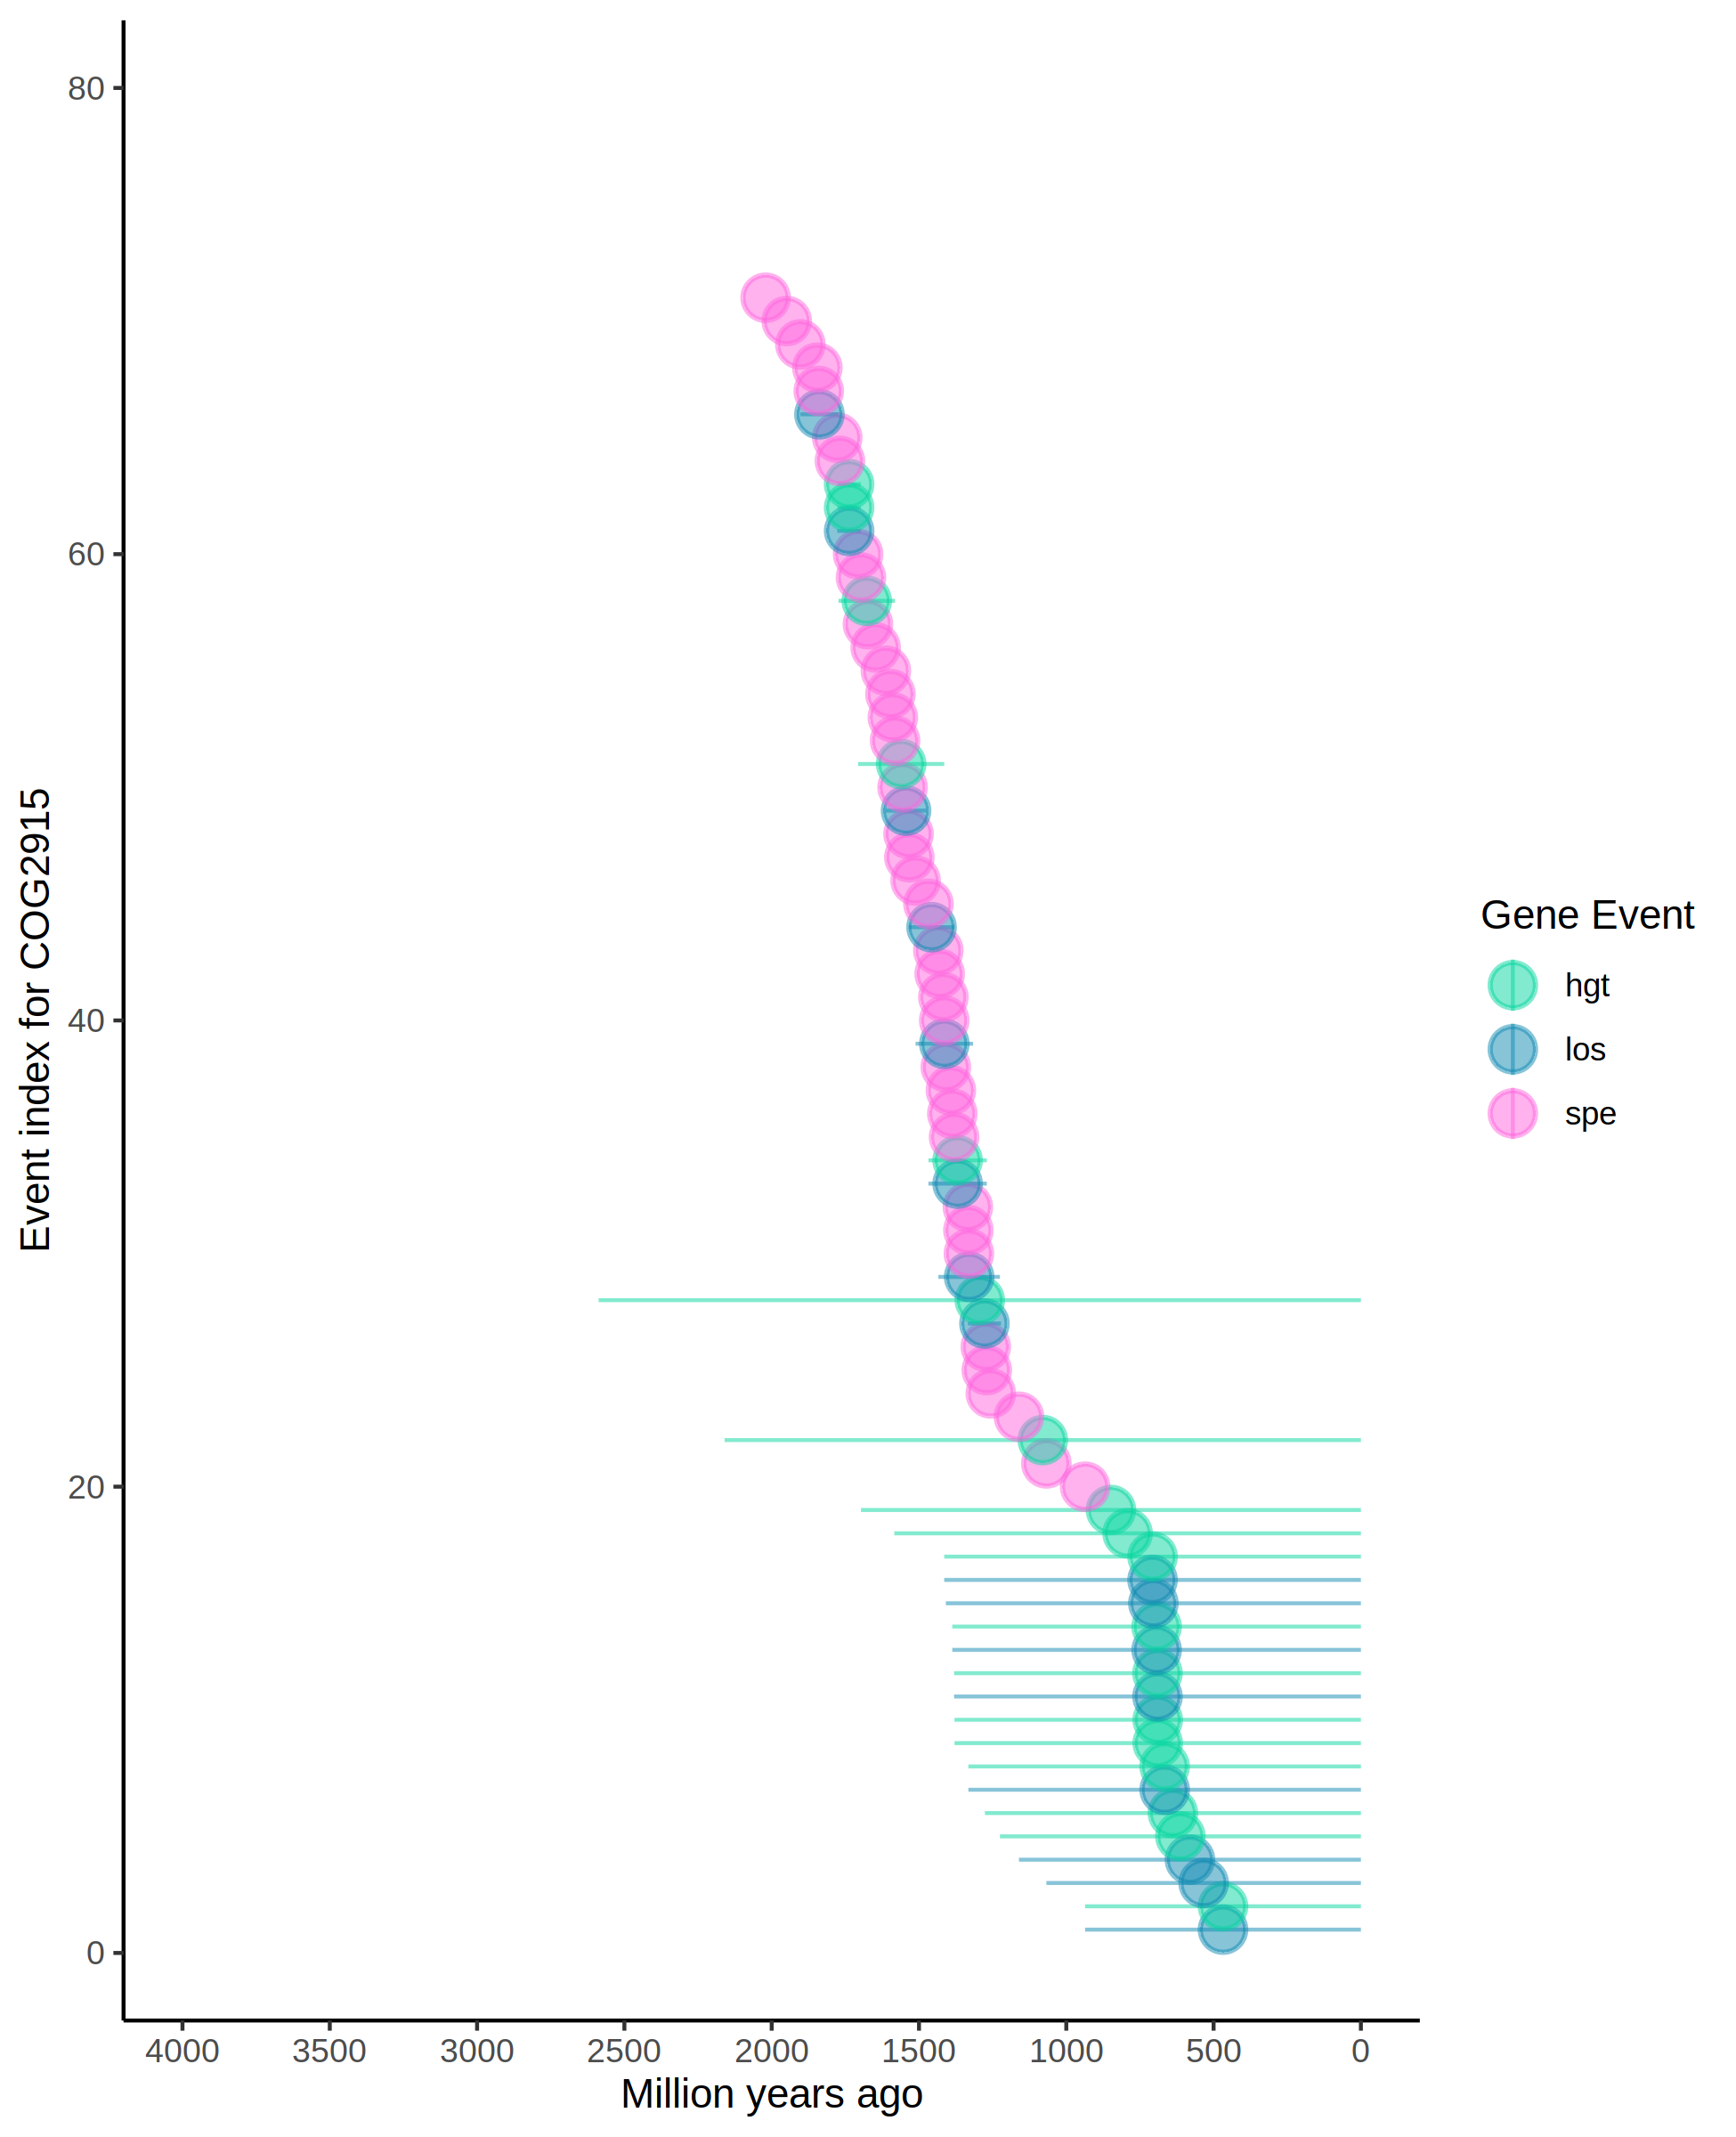 Event index for COG2915
80
60
40
20
0
4000 3500 3000 2500 2000 1500 1000 500 0
Million years ago
Gene Event
hgt
los
spe